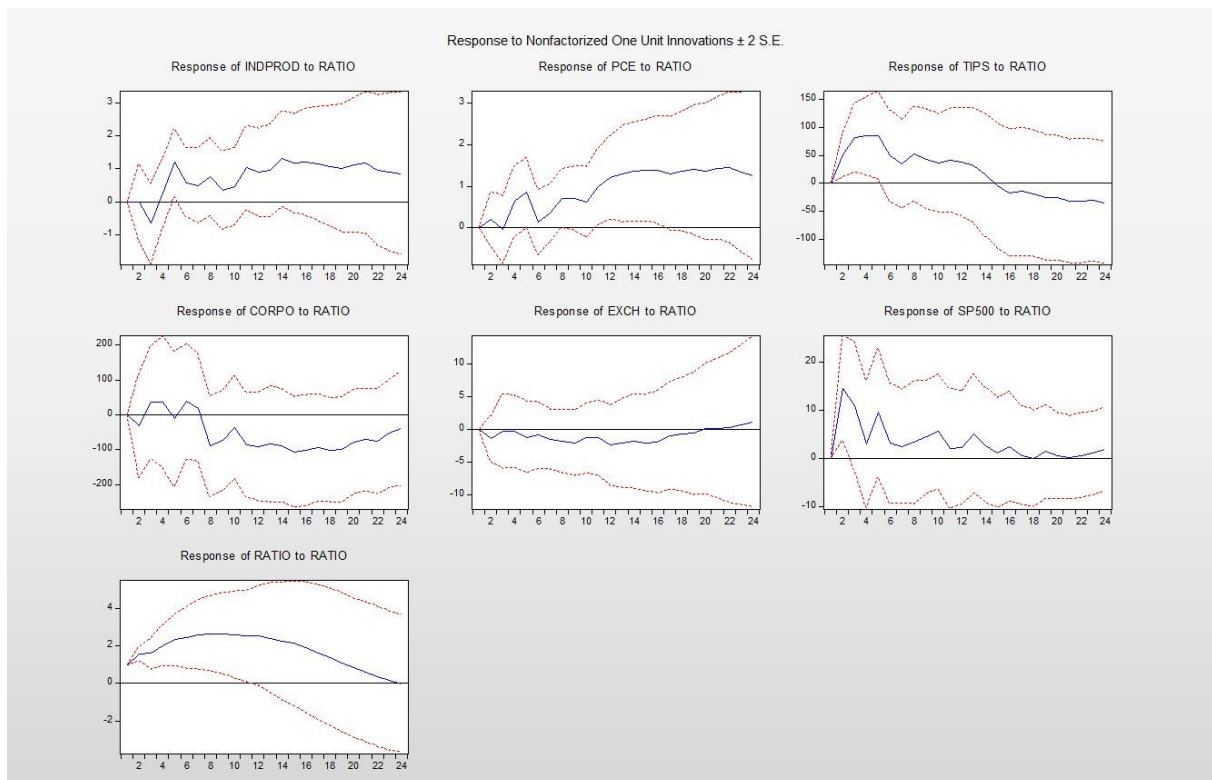 Response to Nonfactorized One Unit Innovations ± 2 S.E.
Response of INDPROD to RATIO
3
2
1
0
-1
2 4 6 8 10 12 14 16 18 20 22 24
Response of PCE to RATIO
3
2
1
0
2 4 6 8 10 12 14 16 18 20 22 24
Response of TIPS to RATIO
150
100
50
0
-50
-100
2 4 6 8 10 12 14 16 18 20 22 24
Response of CORPO to RATIO
200
100
0
-100
-200
2 4 6 8 10 12 14 16 18 20 22 24
Response of EXCH to RATIO
10
5
0
-5
-10
2 4 6 8 10 12 14 16 18 20 22 24
Response of SP500 to RATIO
20
10
0
-10
2 4 6 8 10 12 14 16 18 20 22 24
Response of RATIO to RATIO
4
2
0
-2
2 4 6 8 10 12 14 16 18 20 22 24